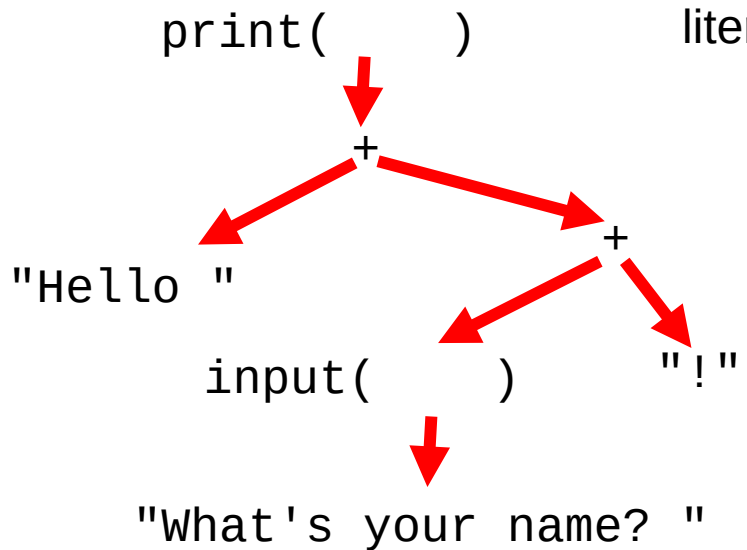 print(    )
+
+
"Hello "
input(    )
"!"
"What's your name? "